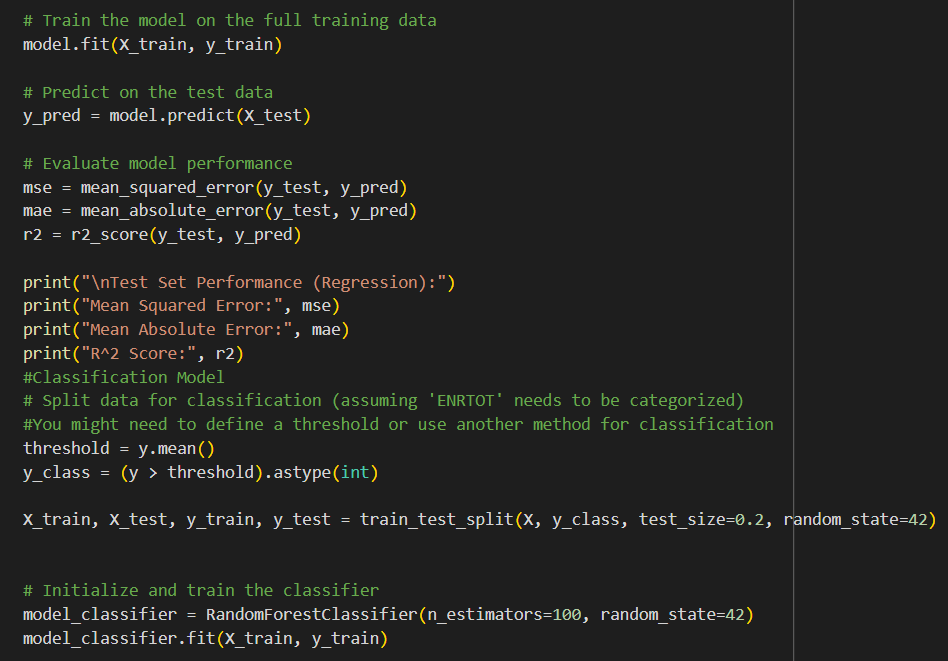 # Train the model on the full training data
model.fit(X_train, y_train)
# Predict on the test data
y_pred = model.predict(X_test)
# Evaluate model performance
mse = mean_squared_error(y_test, y_pred)
mae = mean_absolute_error(y_test, y_pred)
r2 = r2_score(y_test, y_pred)
print("\nTest Set Performance (Regression):")
print("Mean Squared Error:", mse)
print("Mean Absolute Error:", mae)
print("R^2 Score:", r2)
#Classification Model
# Split data for classification (assuming 'ENRTOT' needs to be categorized)
#You might need to define a threshold or use another method for classification
threshold = y.mean()
y_class = (y > threshold).astype(int)
X_train, X_test, y_train, y_test = train_test_split(X, y_class, test_size=0.2, random_state=42)
# Initialize and train the classifier
model_classifier = RandomForestClassifier(n_estimators=100, random_state=42)
model_classifier.fit(X_train, y_train)